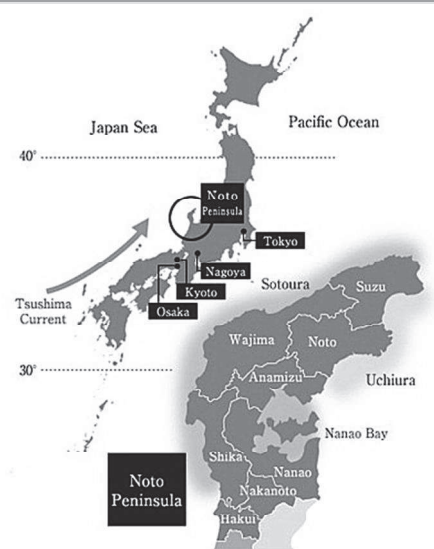 Japan Sea
Pacific Ocean
40°
Noto
Peninsula
Tokyo
Nagoya
Kyoto
Osaka
Tsushima
Current
Sotoura
Suzu
Wajima
Noto
Anamizu
30°
Uchiura
Nanao Bay
Shika
Nanao
Noto
Peninsula
Nakanoto
Hakui